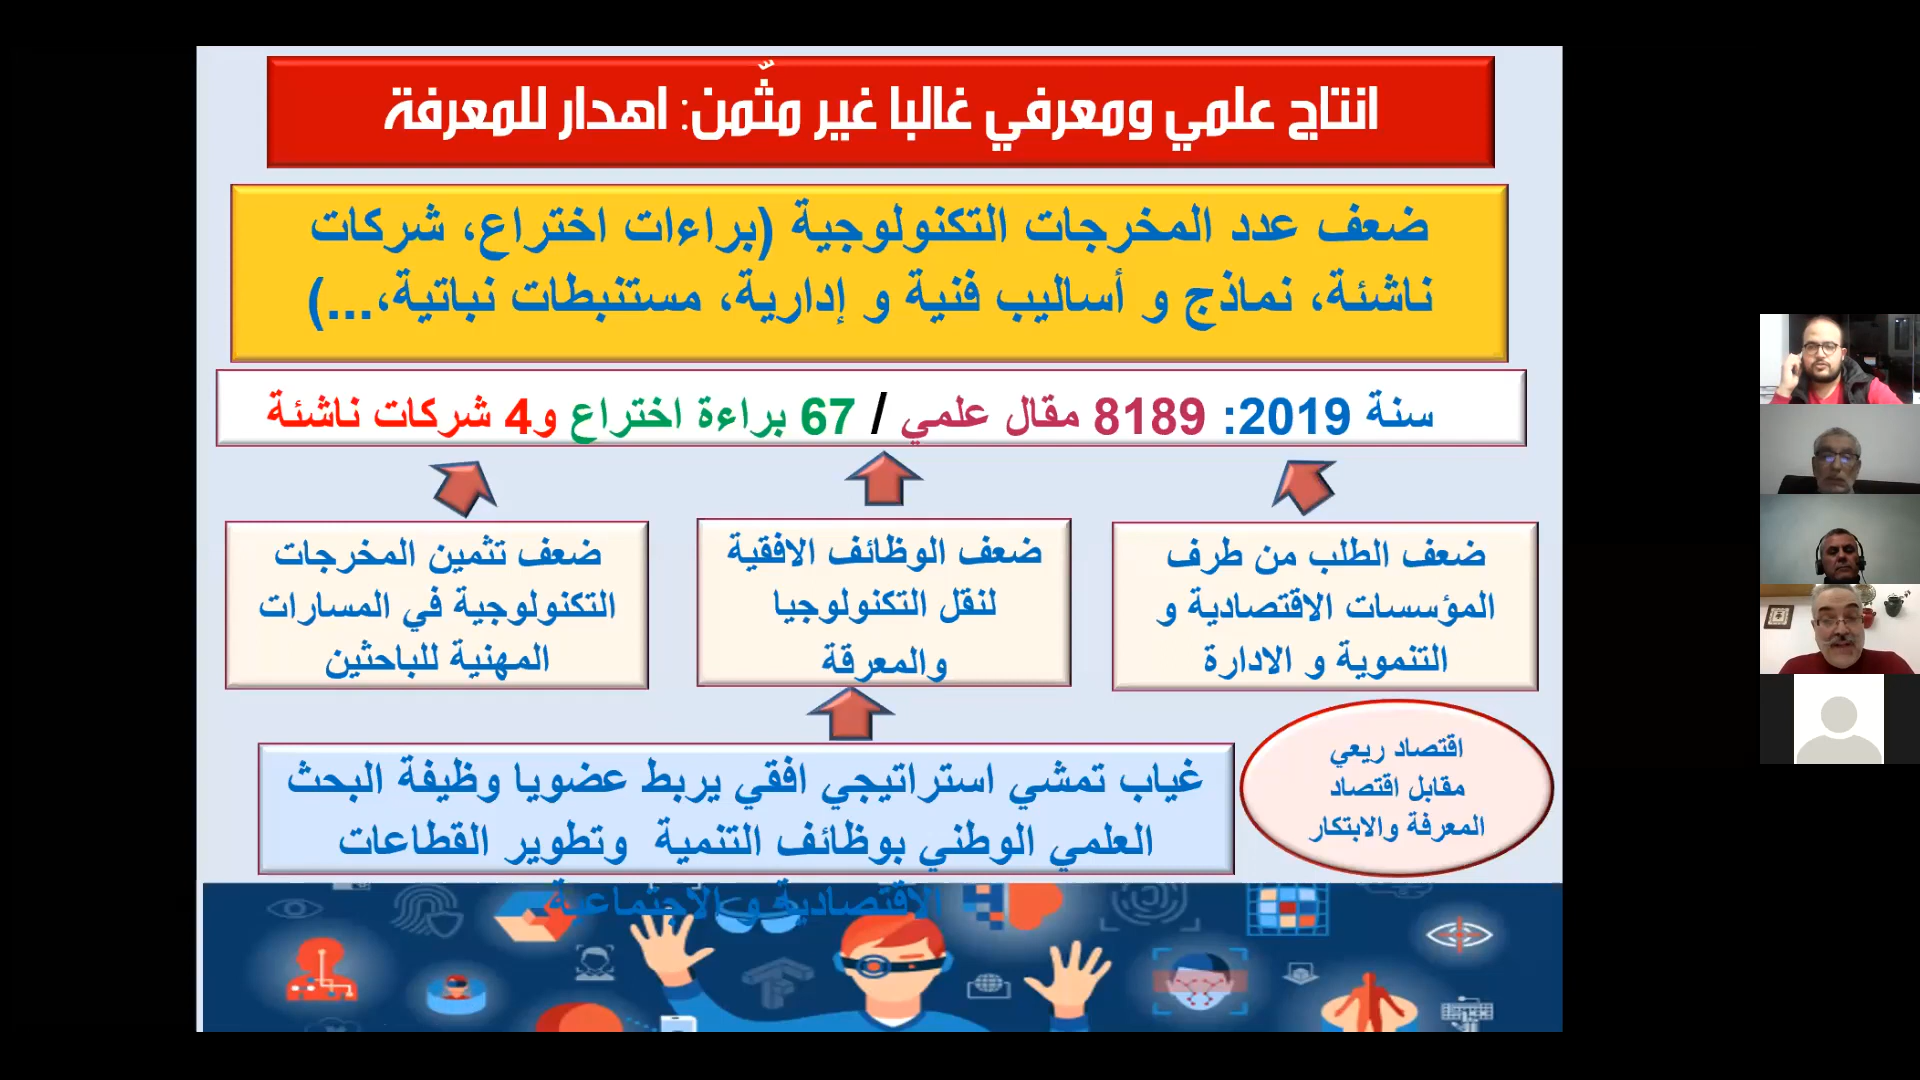 انتاج علمي ومعرفي غالبا غير مثّمن: اهدار للمعرفة
ضعف عدد المخرجات التكنولوجية (براءات اختراع، شركات
ناشئة، نماذج و أساليب فنية و إدارية، مستنبطات نباتية،...)
سنة 2019: 8189 مقال علمي / 67 براءة اختراع و4 شركات ناشئة
ضعف الطلب من طرف
المؤسسات الاقتصادية و
التنموية و الادارة
ضعف الوظائف الافقية
لنقل التكنولوجيا
والمعرقة
ضعف تثمين المخرجات
التكنولوجية في المسارات
المهنية للباحثين
اقتصاد ريعي
مقابل اقتصاد
المعرفة والابتكار
غياب تمشي استراتيجي افقي يربط عضويا وظيفة البحث
العلمي الوطني بوظائف التنمية وتطوير القطاعات
الاقتصادية و الاجتماعية